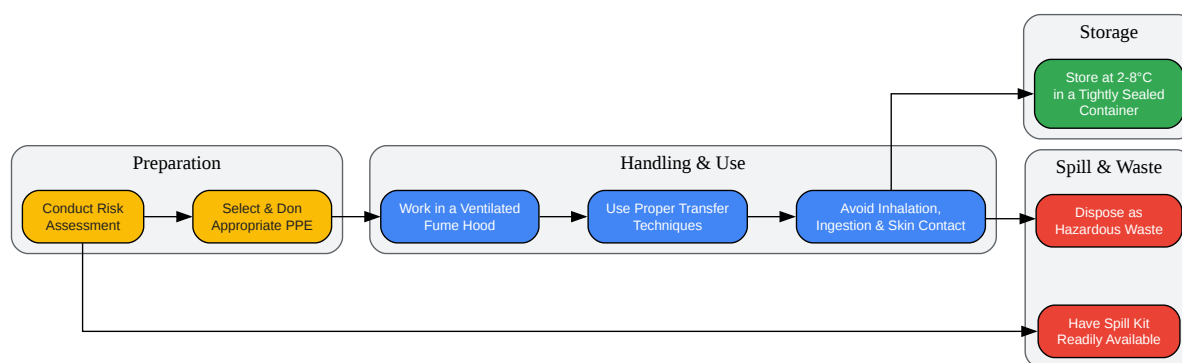 Storage
Store at 2-8°C
in a Tightly Sealed
Container
Preparation
Conduct Risk
Assessment
Select & Don
Appropriate PPE
Handling & Use
Work in a Ventilated
Fume Hood
Use Proper Transfer
Techniques
Avoid Inhalation,
Ingestion & Skin Contact
Spill & Waste
Dispose as
Hazardous Waste
Have Spill Kit
Readily Available